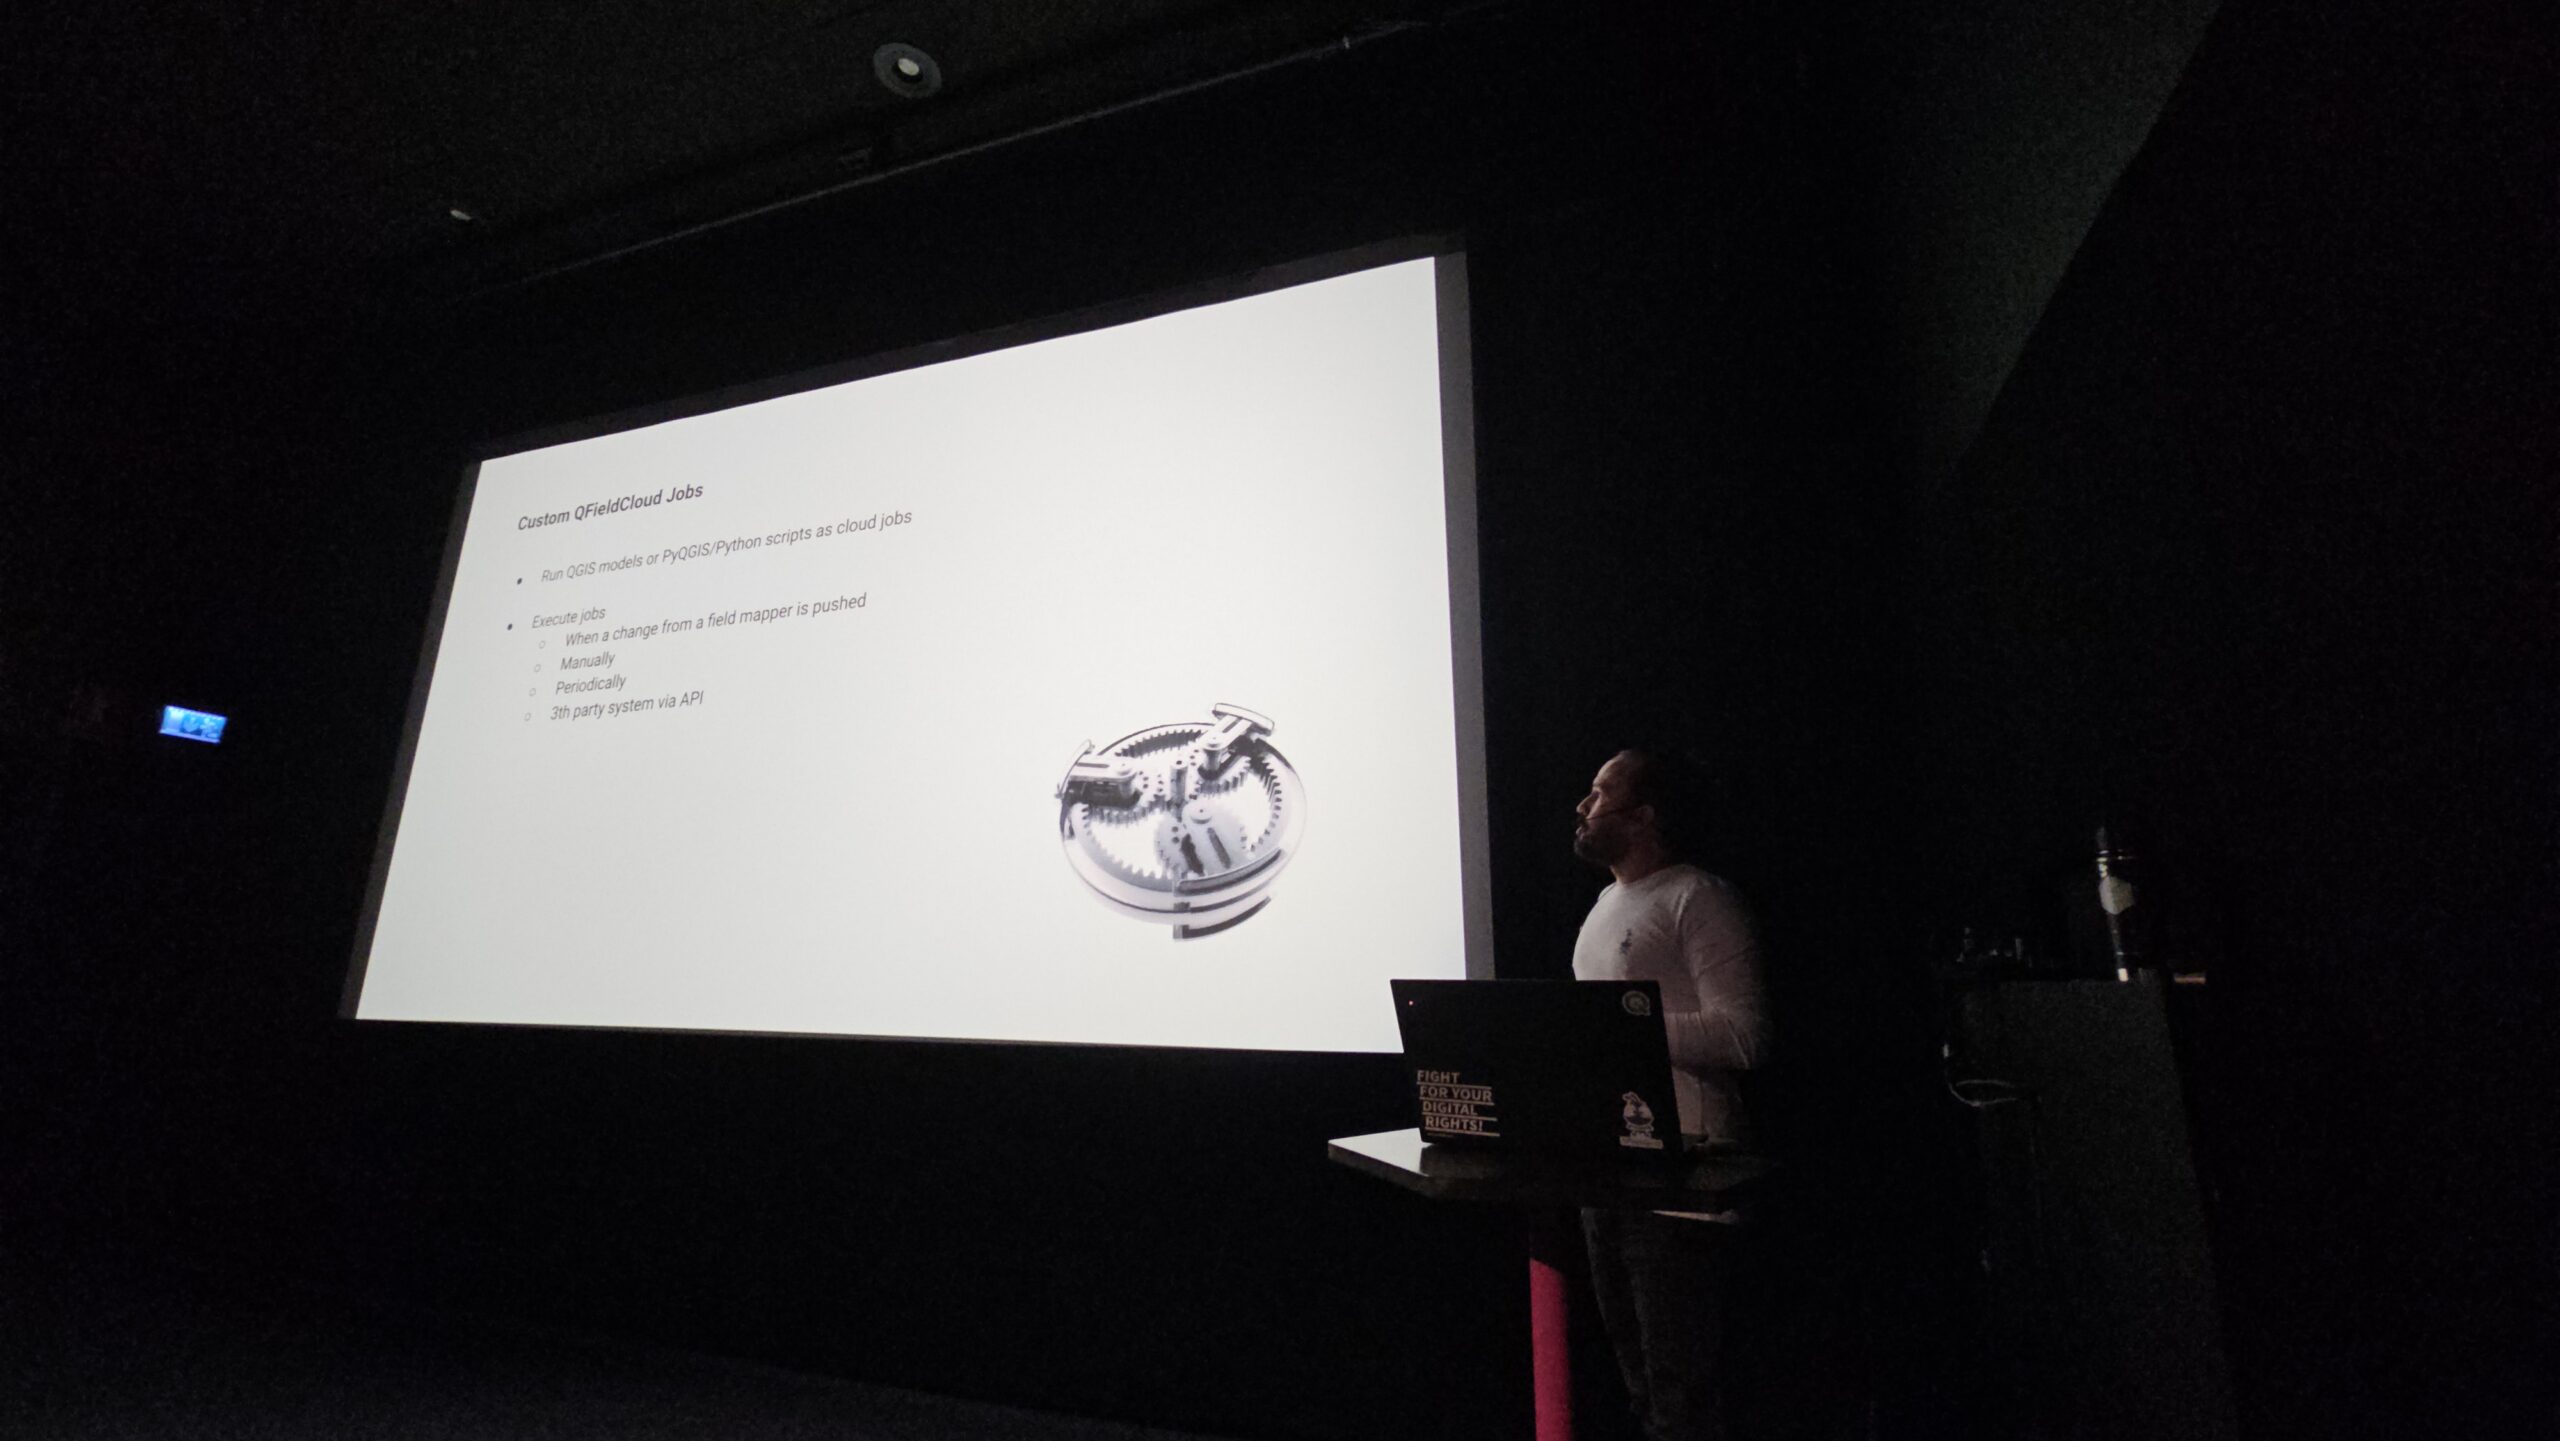 Custom QFieldCloud Jobs
Run QGIS models or PyQGIS/Python scripts as cloud jobs
Execute jobs
When a change from a field mapper is pushed
Manually
Periodically
3th party system via API
FIGHT
FOR YOUR
DIGITAL
RIGHTS!